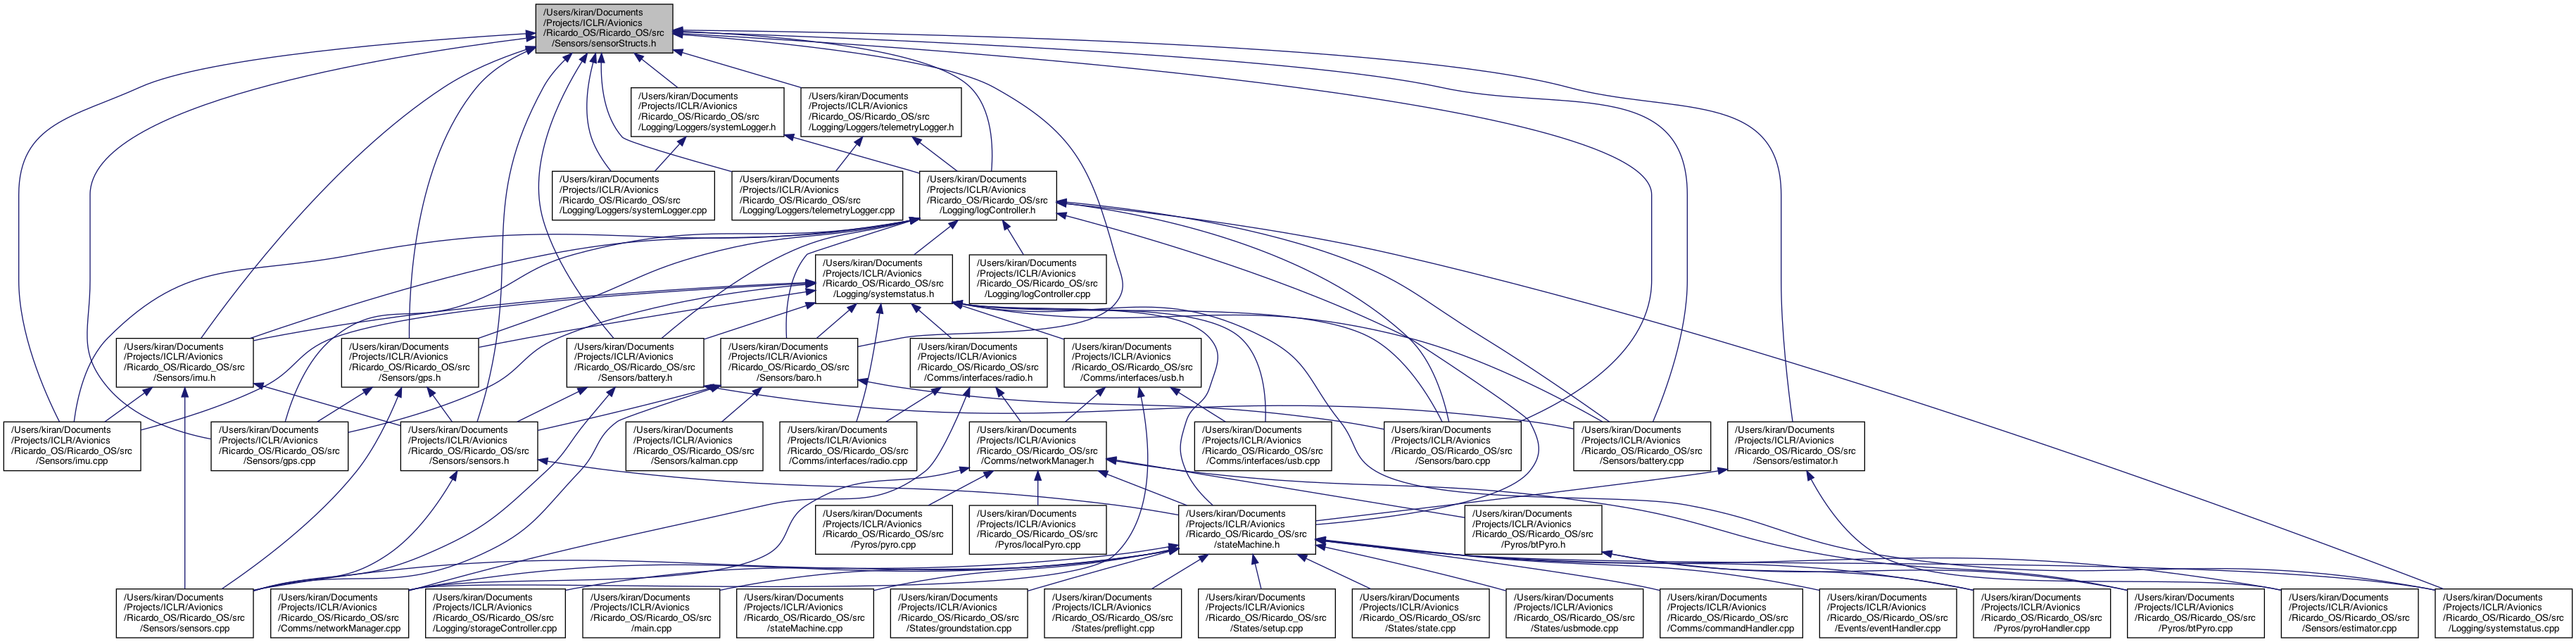 /Users/kiran/Documents
/Projects/ICLR/Avionics
/Ricardo_OS/Ricardo_OS/src
/Sensors/sensorStructs.h
/Users/kiran/Documents
/Projects/ICLR/Avionics
/Ricardo_OS/Ricardo_OS/src
/Logging/Loggers/systemLogger.h
/Users/kiran/Documents
/Projects/ICLR/Avionics
/Ricardo_OS/Ricardo_OS/src
/Logging/Loggers/telemetryLogger.h
/Users/kiran/Documents
/Projects/ICLR/Avionics
/Ricardo_OS/Ricardo_OS/src
/Logging/Loggers/systemLogger.cpp
/Users/kiran/Documents
/Projects/ICLR/Avionics
/Ricardo_OS/Ricardo_OS/src
/Logging/Loggers/telemetryLogger.cpp
/Users/kiran/Documents
/Projects/ICLR/Avionics
/Ricardo_OS/Ricardo_OS/src
/Logging/logController.h
/Users/kiran/Documents
/Projects/ICLR/Avionics
/Ricardo_OS/Ricardo_OS/src
/Logging/systemstatus.h
/Users/kiran/Documents
/Projects/ICLR/Avionics
/Ricardo_OS/Ricardo_OS/src
/Logging/logController.cpp
/Users/kiran/Documents
/Projects/ICLR/Avionics
/Ricardo_OS/Ricardo_OS/src
/Sensors/imu.h
/Users/kiran/Documents
/Projects/ICLR/Avionics
/Ricardo_OS/Ricardo_OS/src
/Sensors/gps.h
/Users/kiran/Documents
/Projects/ICLR/Avionics
/Ricardo_OS/Ricardo_OS/src
/Sensors/battery.h
/Users/kiran/Documents
/Projects/ICLR/Avionics
/Ricardo_OS/Ricardo_OS/src
/Sensors/baro.h
/Users/kiran/Documents
/Projects/ICLR/Avionics
/Ricardo_OS/Ricardo_OS/src
/Comms/interfaces/radio.h
/Users/kiran/Documents
/Projects/ICLR/Avionics
/Ricardo_OS/Ricardo_OS/src
/Comms/interfaces/usb.h
/Users/kiran/Documents
/Projects/ICLR/Avionics
/Ricardo_OS/Ricardo_OS/src
/Sensors/imu.cpp
/Users/kiran/Documents
/Projects/ICLR/Avionics
/Ricardo_OS/Ricardo_OS/src
/Sensors/gps.cpp
/Users/kiran/Documents
/Projects/ICLR/Avionics
/Ricardo_OS/Ricardo_OS/src
/Sensors/sensors.h
/Users/kiran/Documents
/Projects/ICLR/Avionics
/Ricardo_OS/Ricardo_OS/src
/Sensors/kalman.cpp
/Users/kiran/Documents
/Projects/ICLR/Avionics
/Ricardo_OS/Ricardo_OS/src
/Comms/interfaces/radio.cpp
/Users/kiran/Documents
/Projects/ICLR/Avionics
/Ricardo_OS/Ricardo_OS/src
/Comms/networkManager.h
/Users/kiran/Documents
/Projects/ICLR/Avionics
/Ricardo_OS/Ricardo_OS/src
/Comms/interfaces/usb.cpp
/Users/kiran/Documents
/Projects/ICLR/Avionics
/Ricardo_OS/Ricardo_OS/src
/Sensors/baro.cpp
/Users/kiran/Documents
/Projects/ICLR/Avionics
/Ricardo_OS/Ricardo_OS/src
/Sensors/battery.cpp
/Users/kiran/Documents
/Projects/ICLR/Avionics
/Ricardo_OS/Ricardo_OS/src
/Sensors/estimator.h
/Users/kiran/Documents
/Projects/ICLR/Avionics
/Ricardo_OS/Ricardo_OS/src
/Pyros/pyro.cpp
/Users/kiran/Documents
/Projects/ICLR/Avionics
/Ricardo_OS/Ricardo_OS/src
/Pyros/localPyro.cpp
/Users/kiran/Documents
/Projects/ICLR/Avionics
/Ricardo_OS/Ricardo_OS/src
/stateMachine.h
/Users/kiran/Documents
/Projects/ICLR/Avionics
/Ricardo_OS/Ricardo_OS/src
/Pyros/btPyro.h
/Users/kiran/Documents
/Projects/ICLR/Avionics
/Ricardo_OS/Ricardo_OS/src
/Sensors/sensors.cpp
/Users/kiran/Documents
/Projects/ICLR/Avionics
/Ricardo_OS/Ricardo_OS/src
/Comms/networkManager.cpp
/Users/kiran/Documents
/Projects/ICLR/Avionics
/Ricardo_OS/Ricardo_OS/src
/Logging/storageController.cpp
/Users/kiran/Documents
/Projects/ICLR/Avionics
/Ricardo_OS/Ricardo_OS/src
/main.cpp
/Users/kiran/Documents
/Projects/ICLR/Avionics
/Ricardo_OS/Ricardo_OS/src
/stateMachine.cpp
/Users/kiran/Documents
/Projects/ICLR/Avionics
/Ricardo_OS/Ricardo_OS/src
/States/groundstation.cpp
/Users/kiran/Documents
/Projects/ICLR/Avionics
/Ricardo_OS/Ricardo_OS/src
/States/preflight.cpp
/Users/kiran/Documents
/Projects/ICLR/Avionics
/Ricardo_OS/Ricardo_OS/src
/States/setup.cpp
/Users/kiran/Documents
/Projects/ICLR/Avionics
/Ricardo_OS/Ricardo_OS/src
/States/state.cpp
/Users/kiran/Documents
/Projects/ICLR/Avionics
/Ricardo_OS/Ricardo_OS/src
/States/usbmode.cpp
/Users/kiran/Documents
/Projects/ICLR/Avionics
/Ricardo_OS/Ricardo_OS/src
/Comms/commandHandler.cpp
/Users/kiran/Documents
/Projects/ICLR/Avionics
/Ricardo_OS/Ricardo_OS/src
/Events/eventHandler.cpp
/Users/kiran/Documents
/Projects/ICLR/Avionics
/Ricardo_OS/Ricardo_OS/src
/Pyros/pyroHandler.cpp
/Users/kiran/Documents
/Projects/ICLR/Avionics
/Ricardo_OS/Ricardo_OS/src
/Pyros/btPyro.cpp
/Users/kiran/Documents
/Projects/ICLR/Avionics
/Ricardo_OS/Ricardo_OS/src
/Sensors/estimator.cpp
/Users/kiran/Documents
/Projects/ICLR/Avionics
/Ricardo_OS/Ricardo_OS/src
/Logging/systemstatus.cpp